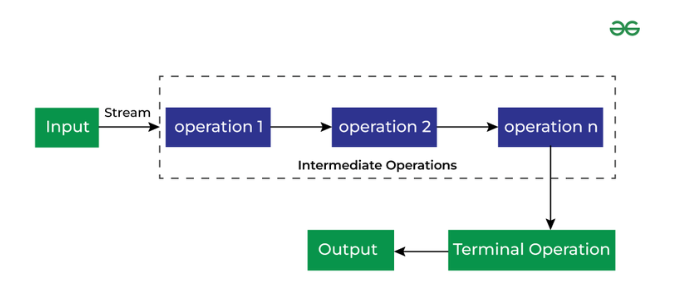 Input
Stream
operation 1
operation 2
operation n
Intermediate Operations
Output
Terminal Operation